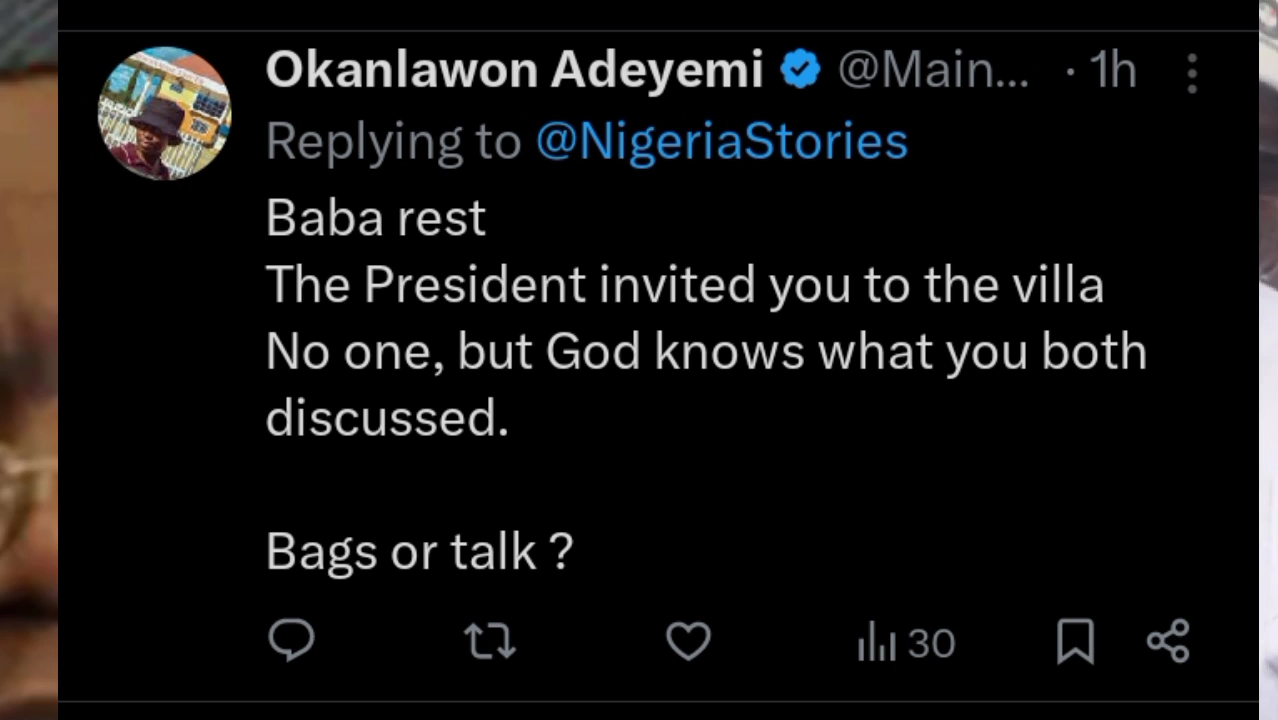 Okanlawon Adeyemi @Main... · 1h
Replying to @NigeriaStories
Baba rest
The President invited you to the villa
No one, but God knows what you both
discussed.
Bags or talk ?
30